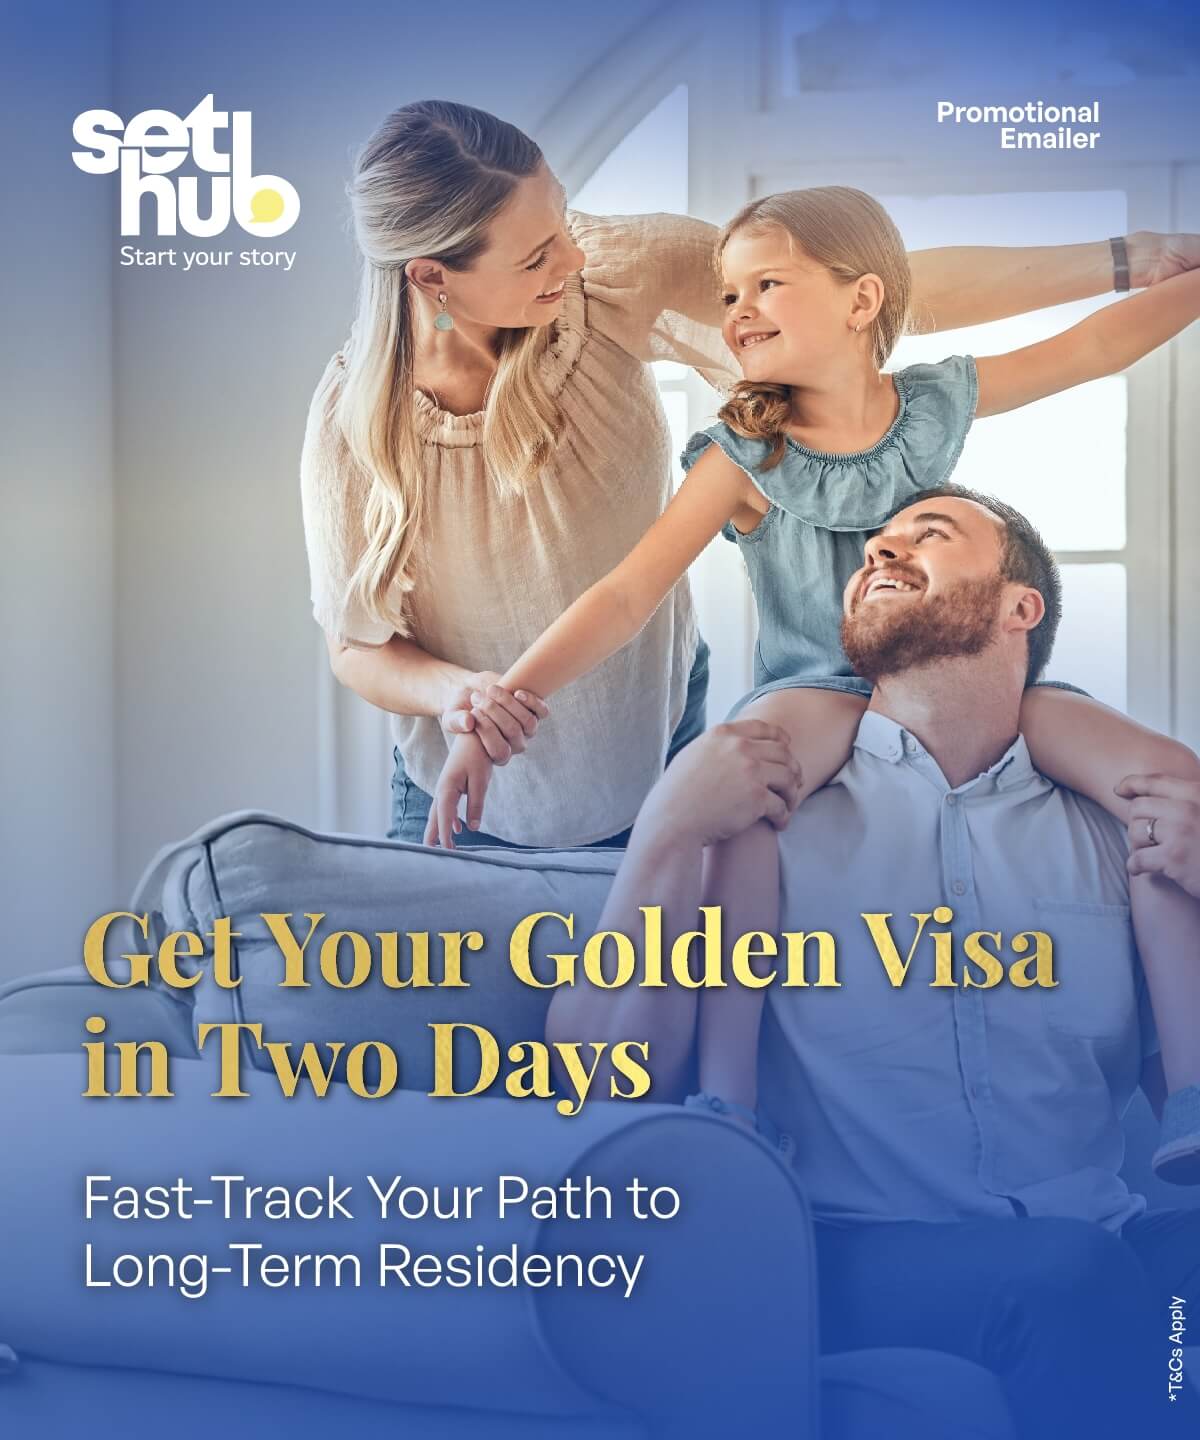 set
hub
Start your story
Promotional
Emailer
Get Your Golden Visa
in Two Days
Fast-Track Your Path to
Long-Term Residency
*T&Cs Apply